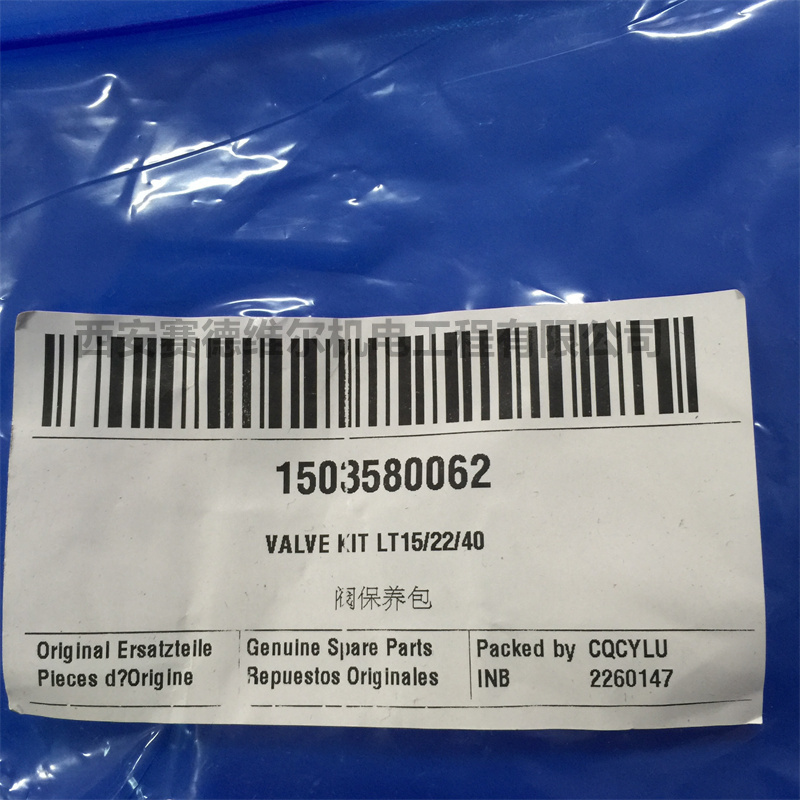 西安赛德维尔机电工程有限公司
1503580062
VALVE KIT LT15/22/40
阀保养包
Original Ersatzteile
Pieces d?Origine
Genuine Spare Parts
Repuestos Originales
Packed by CQCYLU
INB 2260147